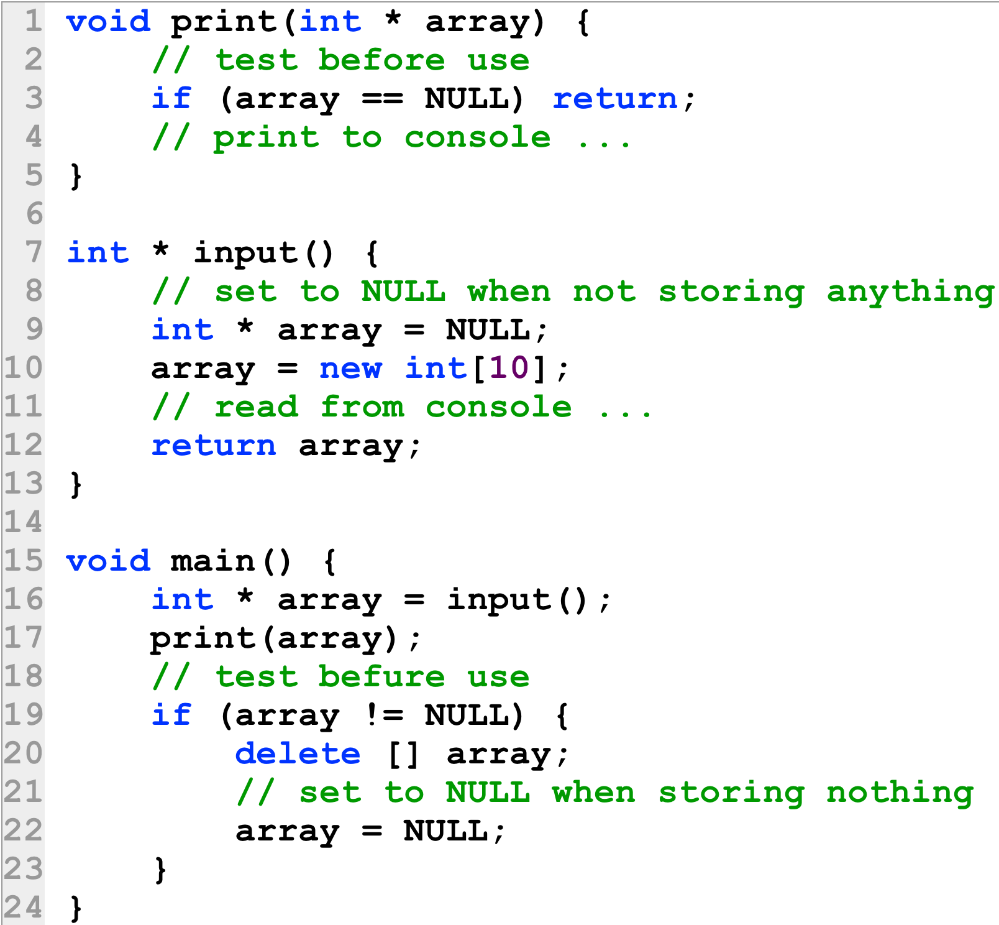 1 void print(int * array) {
2 // test before use
3 if (array == NULL) return;
4 // print to console ...
5 }
6
7 int * input() {
8 // set to NULL when not storing anything
9 int * array = NULL;
10 array = new int[10];
11 // read from console ...
12 return array;
13 }
14
15 void main() {
16 int * array = input();
17 print(array);
18 // test befure use
19 if (array != NULL) {
20 delete [] array;
21 // set to NULL when storing nothing
22 array = NULL;
23 }
24 }